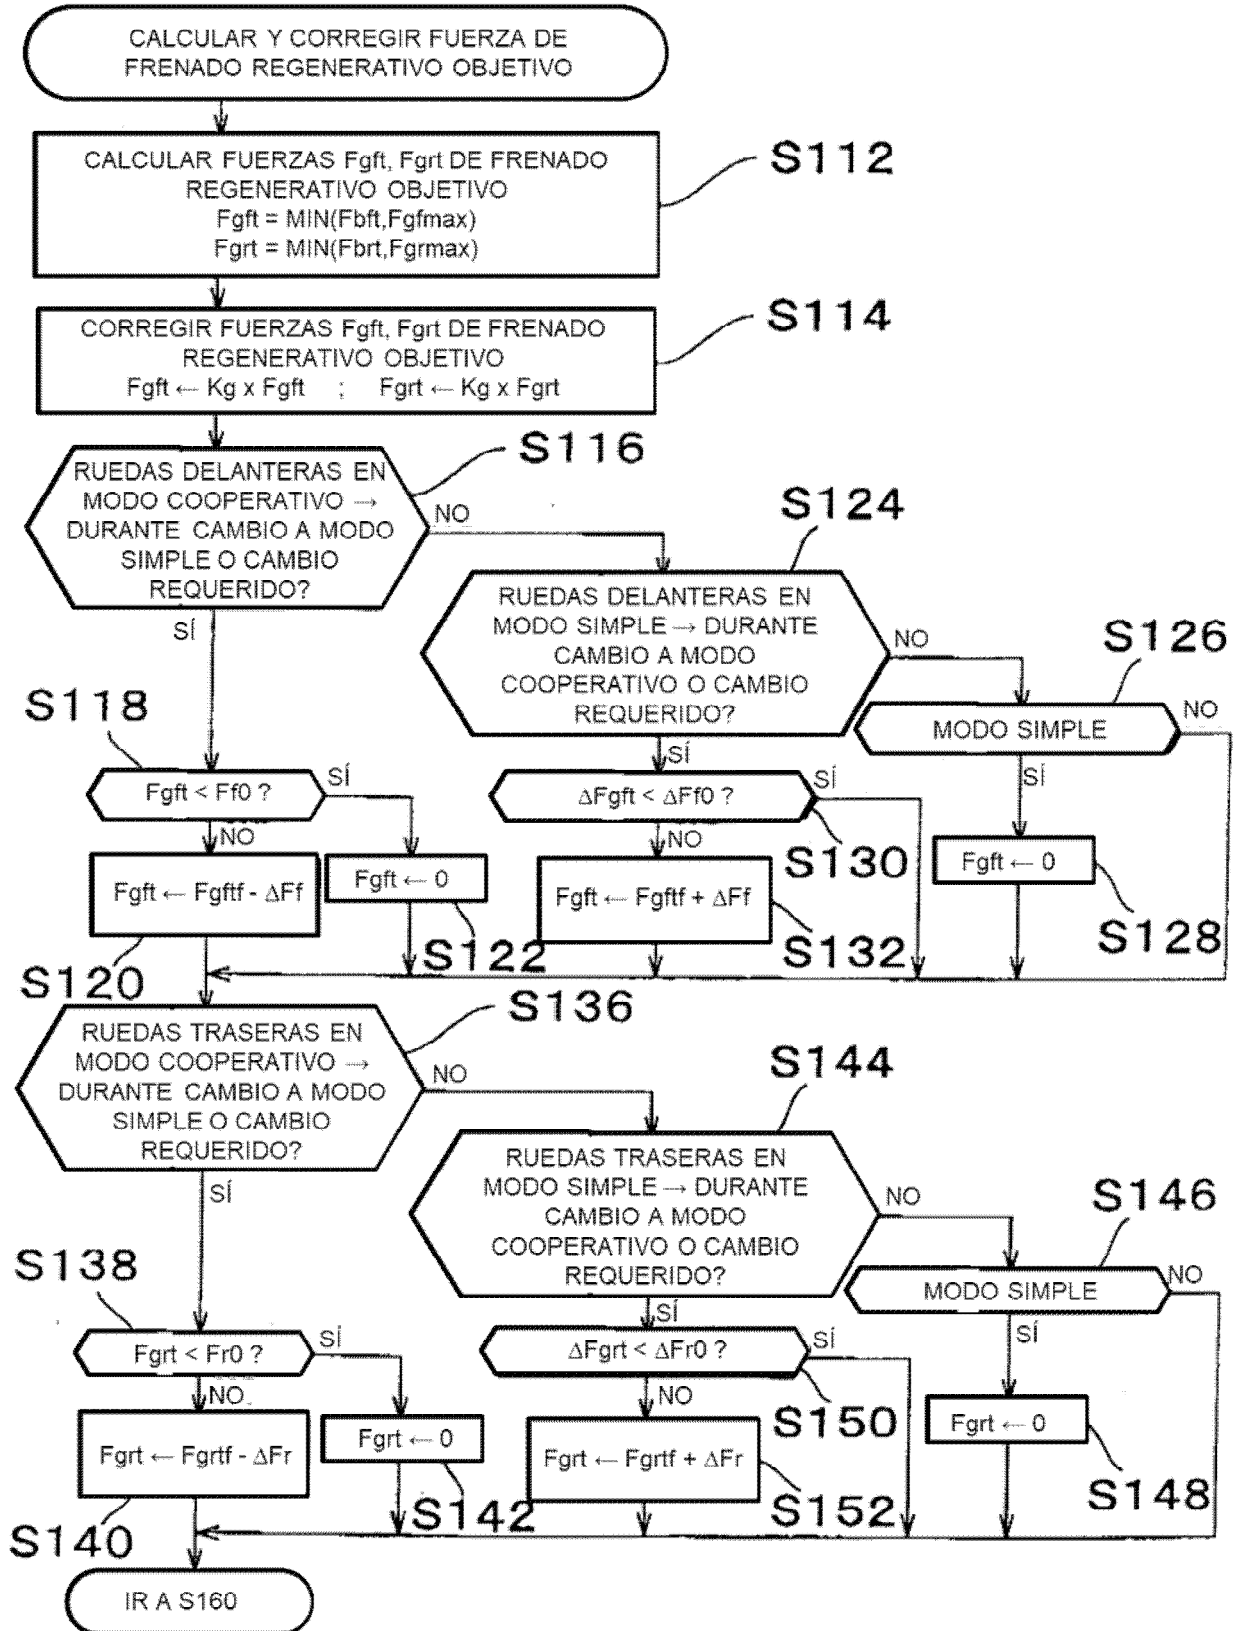 CALCULAR Y CORREGIR FUERZA DE
FRENADO REGENERATIVO OBJETIVO
CALCULAR FUERZAS Fgft, Fgrt DE FRENADO
REGENERATIVO OBJETIVO
Fgft = MIN(Fbft,Fgfmax)
Fgrt = MIN(Fbrt,Fgrmax)
S112
CORREGIR FUERZAS Fgft, Fgrt DE FRENADO
REGENERATIVO OBJETIVO
Fgft ← Kg x Fgft ; Fgrt ← Kg x Fgrt
S114
RUEDAS DELANTERAS EN
MODO COOPERATIVO →
DURANTE CAMBIO A MODO
SIMPLE O CAMBIO
REQUERIDO?
S116
NO
SÍ
RUEDAS DELANTERAS EN
MODO SIMPLE → DURANTE
CAMBIO A MODO
COOPERATIVO O CAMBIO
REQUERIDO?
S124
NO
SÍ
MODO SIMPLE
S126
NO
SÍ
S118
Fgft < Ff0 ?
SÍ
NO
ΔFgft < ΔFf0 ?
SÍ
NO
S130
Fgft ← Fgftf - ΔFf
S120
Fgft ← 0
S122
Fgft ← Fgftf + ΔFf
S132
Fgft ← 0
S128
RUEDAS TRASERAS EN
MODO COOPERATIVO →
DURANTE CAMBIO A MODO
SIMPLE O CAMBIO
REQUERIDO?
S136
NO
SÍ
RUEDAS TRASERAS EN
MODO SIMPLE → DURANTE
CAMBIO A MODO
COOPERATIVO O CAMBIO
REQUERIDO?
S144
NO
SÍ
MODO SIMPLE
S146
NO
SÍ
S138
Fgrt < Fr0 ?
SÍ
NO
ΔFgrt < ΔFr0 ?
SÍ
NO
S150
Fgrt ← Fgrtf - ΔFr
S140
Fgrt ← 0
S142
Fgrt ← Fgrtf + ΔFr
S152
Fgrt ← 0
S148
IR A S160